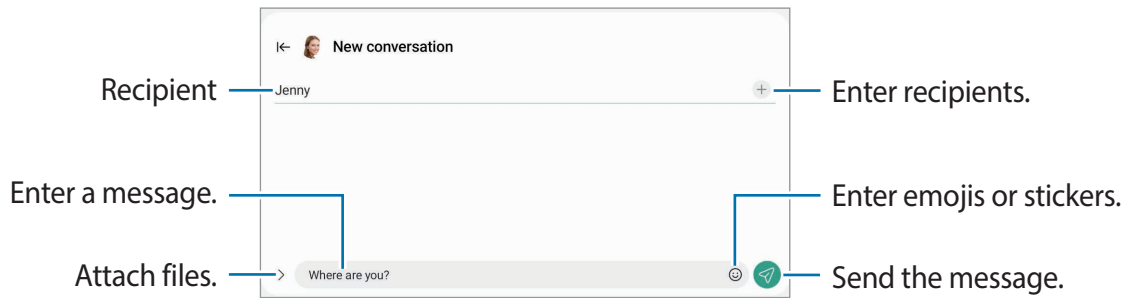 New conversation
Recipient
Jenny
Enter recipients.
Enter a message.
Enter emojis or stickers.
Attach files.
Where are you?
Send the message.